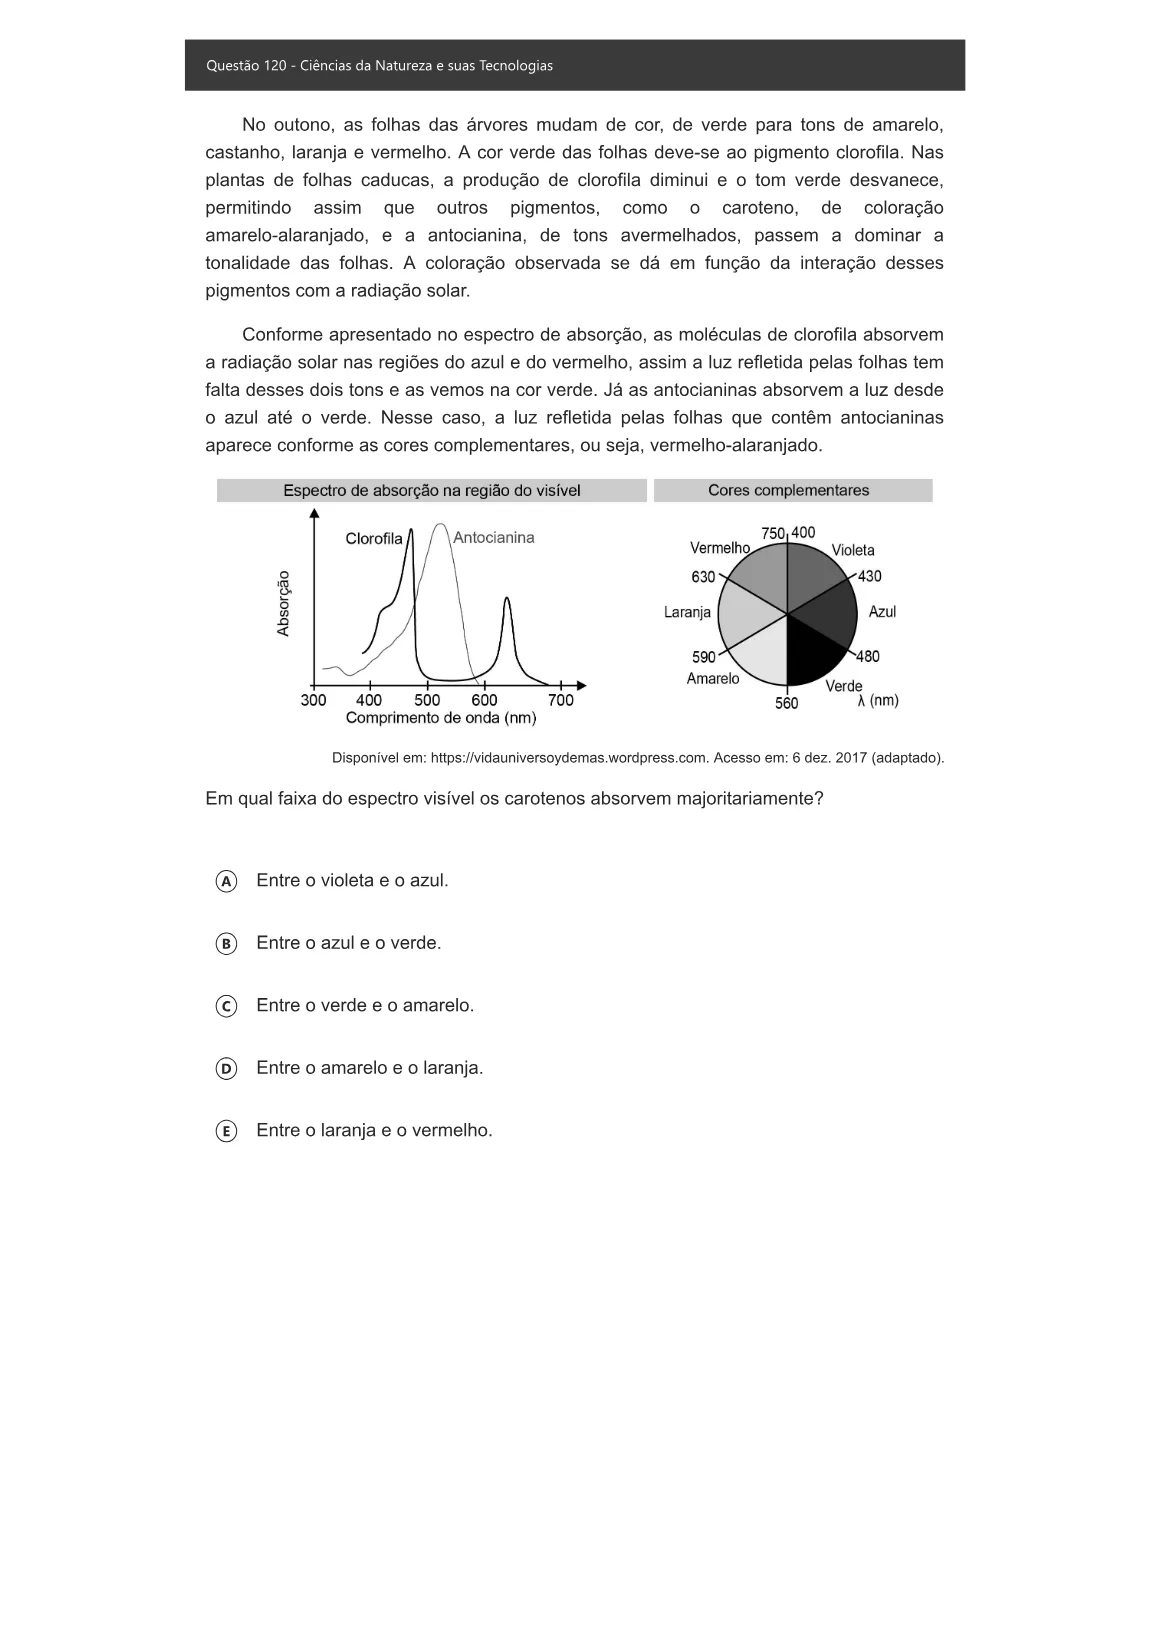 Questão 120 - Ciências da Natureza e suas Tecnologias
No outono, as folhas das árvores mudam de cor, de verde para tons de amarelo,
castanho, laranja e vermelho. A cor verde das folhas deve-se ao pigmento clorofila. Nas
plantas de folhas caducas, a produção de clorofila diminui e o tom verde desvanece,
permitindo assim que outros pigmentos, como o caroteno, de coloração
amarelo-alaranjado, e a antocianina, de tons avermelhados, passem a dominar a
tonalidade das folhas. A coloração observada se dá em função da interação desses
pigmentos com a radiação solar.
Conforme apresentado no espectro de absorção, as moléculas de clorofila absorvem
a radiação solar nas regiões do azul e do vermelho, assim a luz refletida pelas folhas tem
falta desses dois tons e as vemos na cor verde. Já as antocianinas absorvem a luz desde
o azul até o verde. Nesse caso, a luz refletida pelas folhas que contêm antocianinas
aparece conforme as cores complementares, ou seja, vermelho-alaranjado.
Espectro de absorção na região do visível
Absorção
Clorofila
Antocianina
300 400 500 600 700
Comprimento de onda (nm)
Cores complementares
750 400
Vermelho Violeta
630 430
Laranja Azul
590 480
Amarelo Verde
560 λ (nm)
Disponível em: https://vidauniversoydemas.wordpress.com. Acesso em: 6 dez. 2017 (adaptado).
Em qual faixa do espectro visível os carotenos absorvem majoritariamente?
A Entre o violeta e o azul.
B Entre o azul e o verde.
C Entre o verde e o amarelo.
D Entre o amarelo e o laranja.
E Entre o laranja e o vermelho.